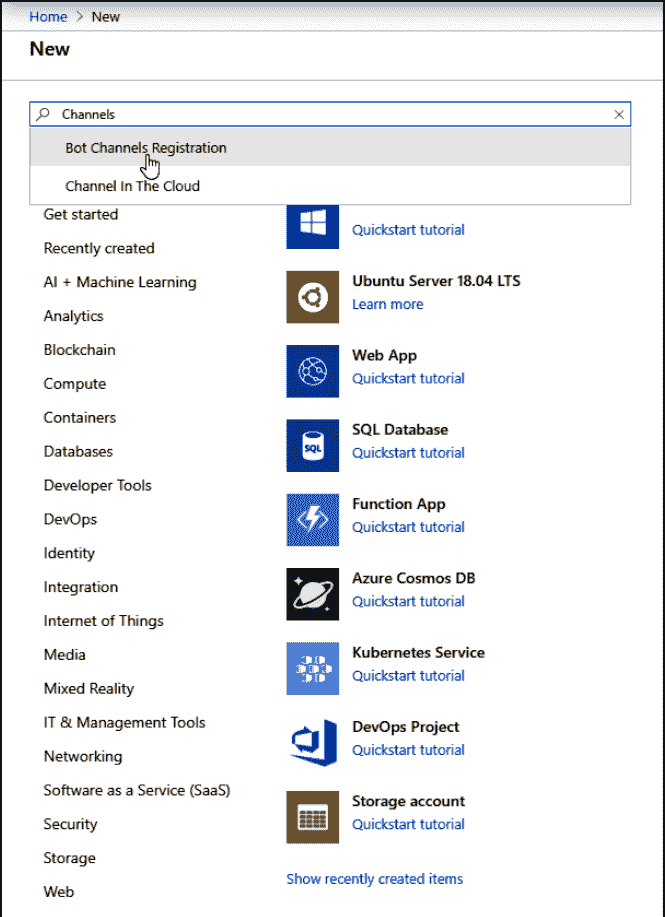 Home > New
New
Channels
Bot Channels Registration
Channel In The Cloud
Get started
Recently created
AI + Machine Learning
Analytics
Blockchain
Compute
Containers
Databases
Developer Tools
DevOps
Identity
Integration
Internet of Things
Media
Mixed Reality
IT & Management Tools
Networking
Software as a Service (SaaS)
Security
Storage
Web
Quickstart tutorial
Ubuntu Server 18.04 LTS
Learn more
Web App
Quickstart tutorial
SQL
SQL Database
Quickstart tutorial
Function App
Quickstart tutorial
Azure Cosmos DB
Quickstart tutorial
Kubernetes Service
Quickstart tutorial
DevOps Project
Quickstart tutorial
Storage account
Quickstart tutorial
Show recently created items